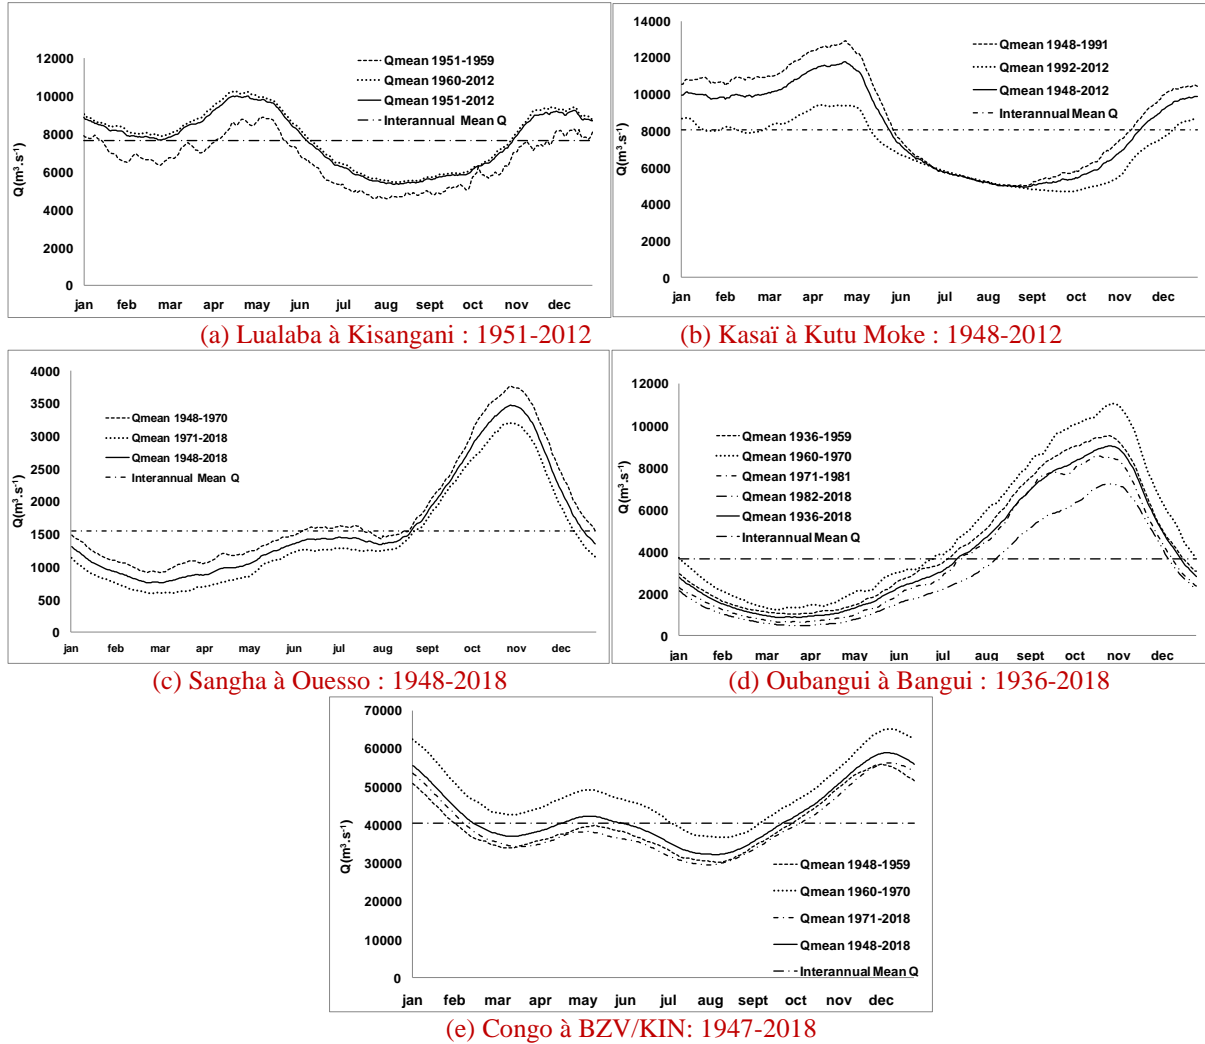 12000
10000
8000
6000
4000
2000
0
Q(m³.s⁻¹)
Qmean 1951-1959
Qmean 1960-2012
Qmean 1951-2012
Interannual Mean Q
jan feb mar apr may jun jul aug sept oct nov dec
(a) Lualaba à Kisangani : 1951-2012
14000
12000
10000
8000
6000
4000
2000
0
Q(m³.s⁻¹)
Qmean 1948-1991
Qmean 1992-2012
Qmean 1948-2012
Interannual Mean Q
jan feb mar apr may jun jul aug sept oct nov dec
(b) Kasaï à Kutu Moke : 1948-2012
4000
3500
3000
2500
2000
1500
1000
500
0
Q(m³.s⁻¹)
Qmean 1948-1970
Qmean 1971-2018
Qmean 1948-2018
Interannual Mean Q
jan feb mar apr may jun jul aug sept oct nov dec
(c) Sangha à Ouesso : 1948-2018
12000
10000
8000
6000
4000
2000
0
Q(m³.s⁻¹)
Qmean 1936-1959
Qmean 1960-1970
Qmean 1971-1981
Qmean 1982-2018
Qmean 1936-2018
Interannual Mean Q
jan feb mar apr may jun jul aug sept oct nov dec
(d) Oubangui à Bangui : 1936-2018
70000
60000
50000
40000
30000
20000
10000
0
Q(m³.s⁻¹)
Qmean 1948-1959
Qmean 1960-1970
Qmean 1971-2018
Qmean 1948-2018
Interannual Mean Q
jan feb mar apr may jun jul aug sept oct nov dec
(e) Congo à BZV/KIN: 1947-2018